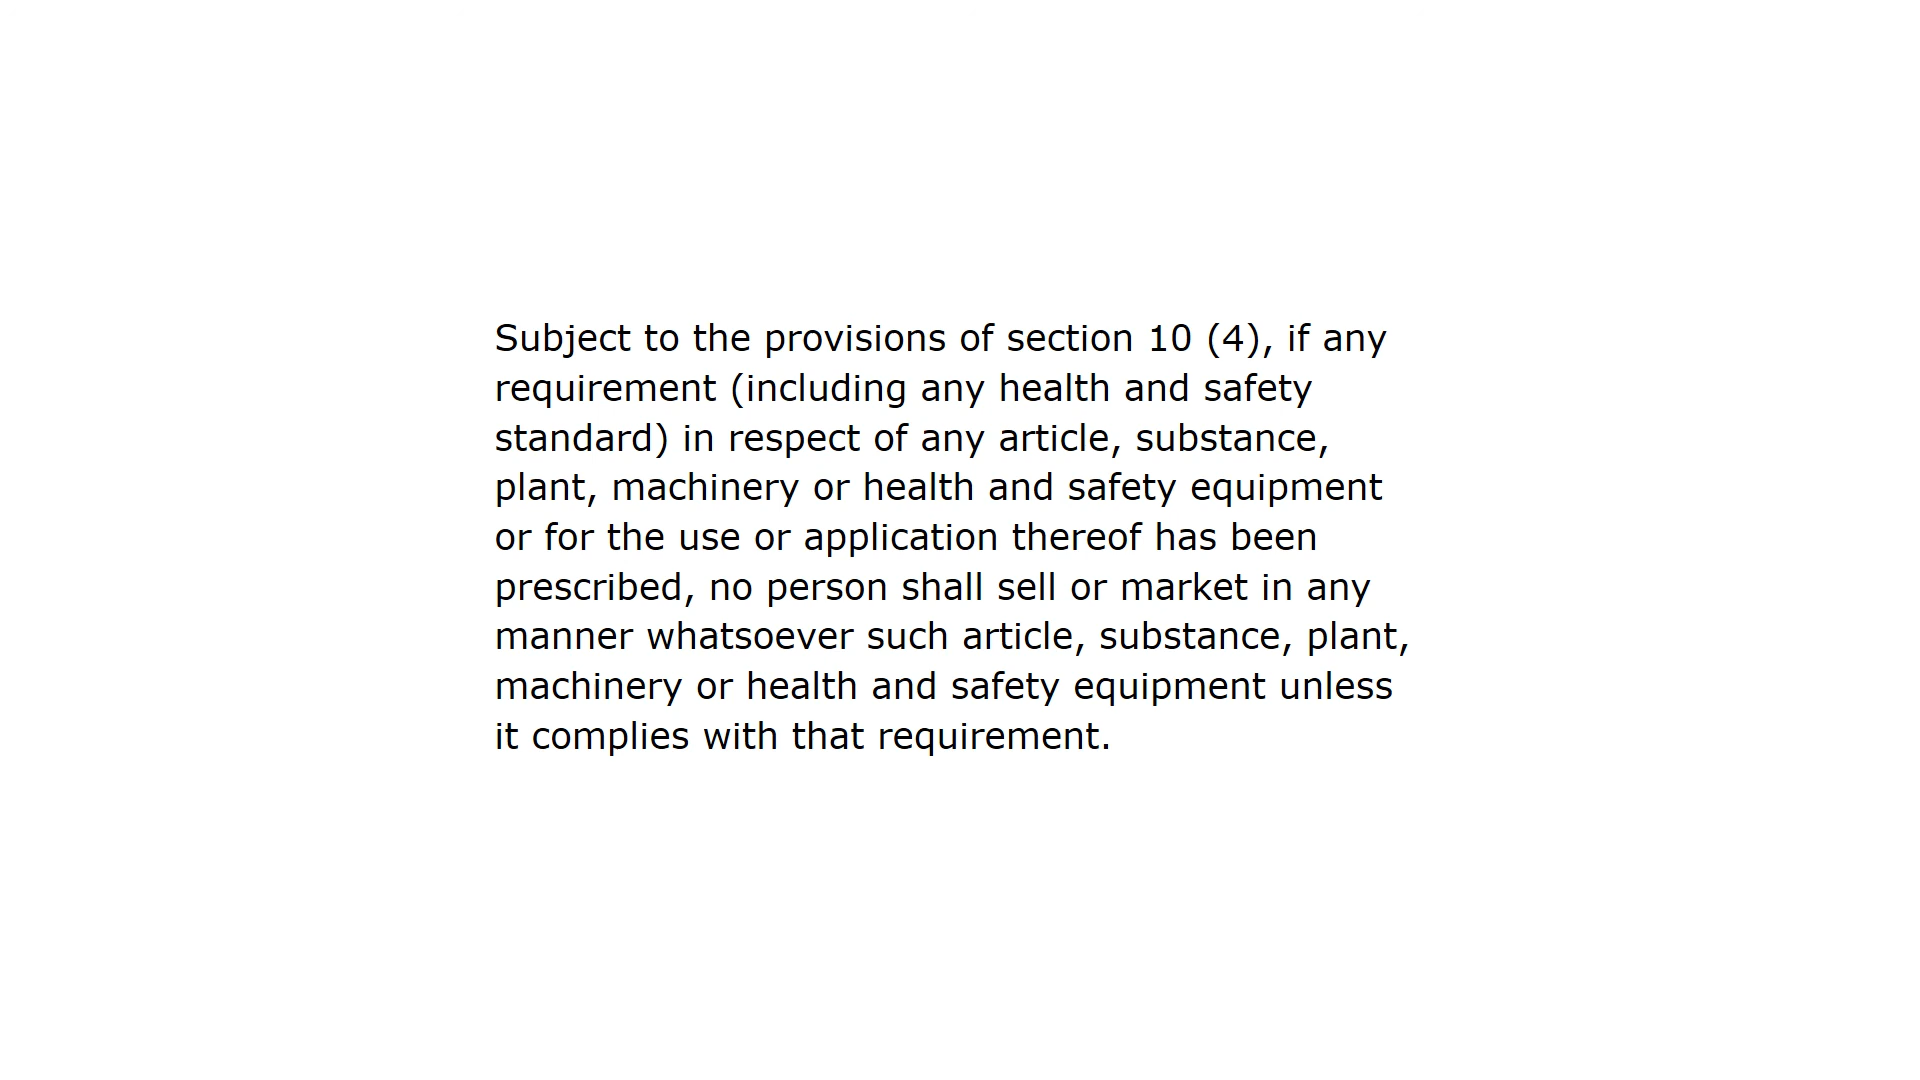 Subject to the provisions of section 10 (4), if any
requirement (including any health and safety
standard) in respect of any article, substance,
plant, machinery or health and safety equipment
or for the use or application thereof has been
prescribed, no person shall sell or market in any
manner whatsoever such article, substance, plant,
machinery or health and safety equipment unless
it complies with that requirement.